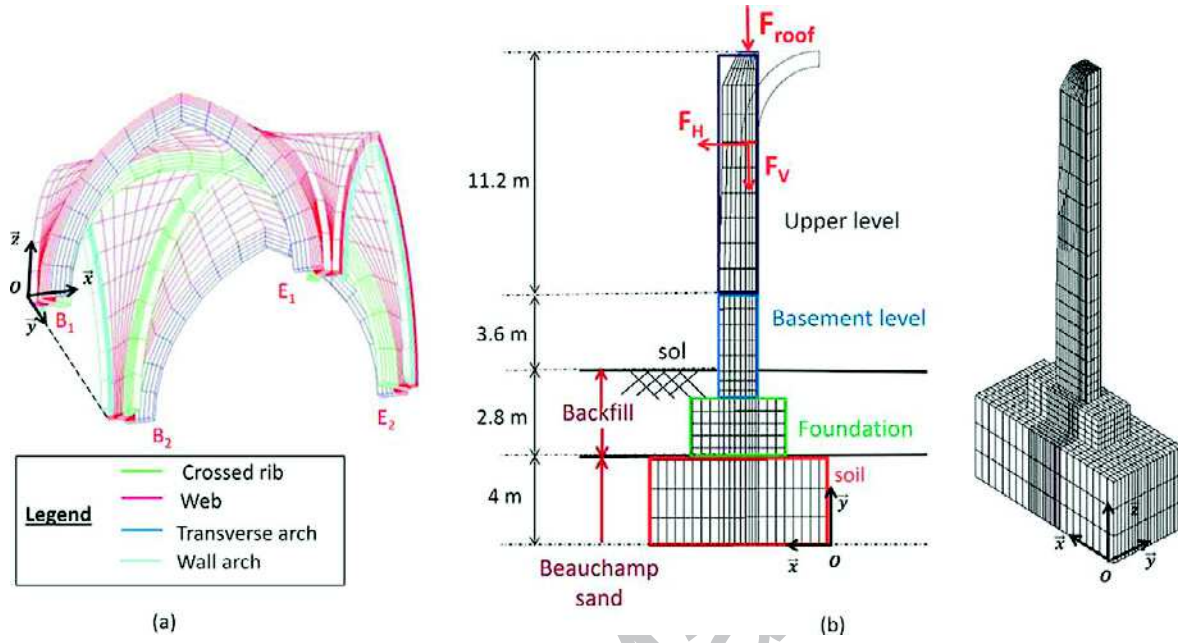 z⃗
O
x⃗
y⃗
B1
E1
B2
E2
Legend
Crossed rib
Web
Transverse arch
Wall arch
(a)
(b)
Froof
FH
FV
11.2 m
Upper level
3.6 m
Basement level
sol
Backfill
2.8 m
Foundation
4 m
soil
y⃗
x⃗
O
Beauchamp
sand
z⃗
x⃗
y⃗
O
(b)